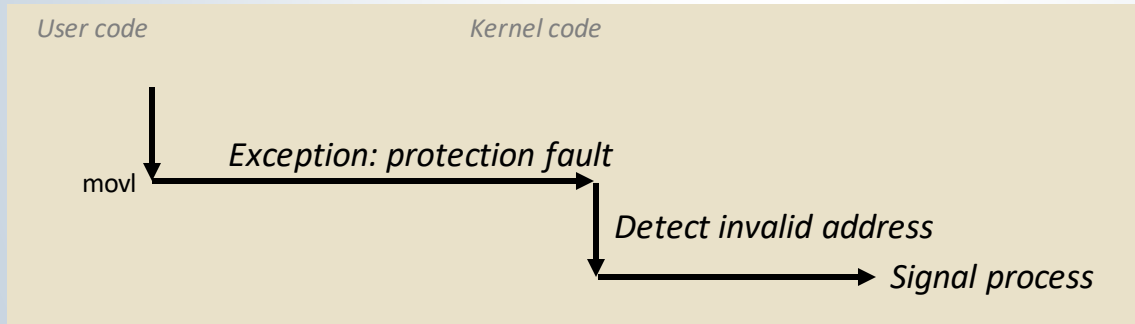 User code
Kernel code
Exception: protection fault
movl
Detect invalid address
Signal process